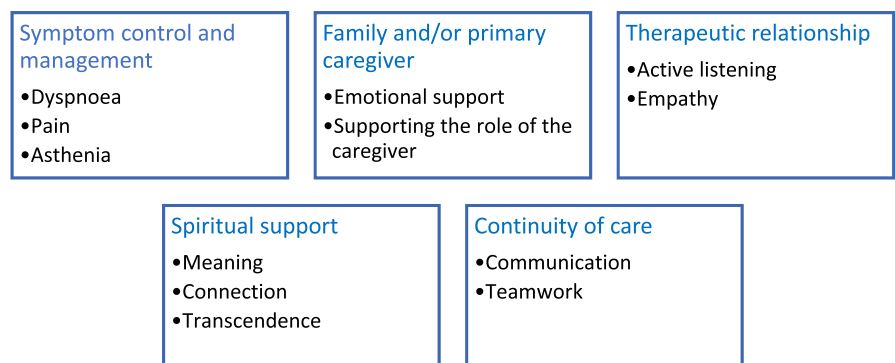 Symptom control and
management
•Dyspnoea
•Pain
•Asthenia
Family and/or primary
caregiver
•Emotional support
•Supporting the role of the
caregiver
Therapeutic relationship
•Active listening
•Empathy
Spiritual support
•Meaning
•Connection
•Transcendence
Continuity of care
•Communication
•Teamwork